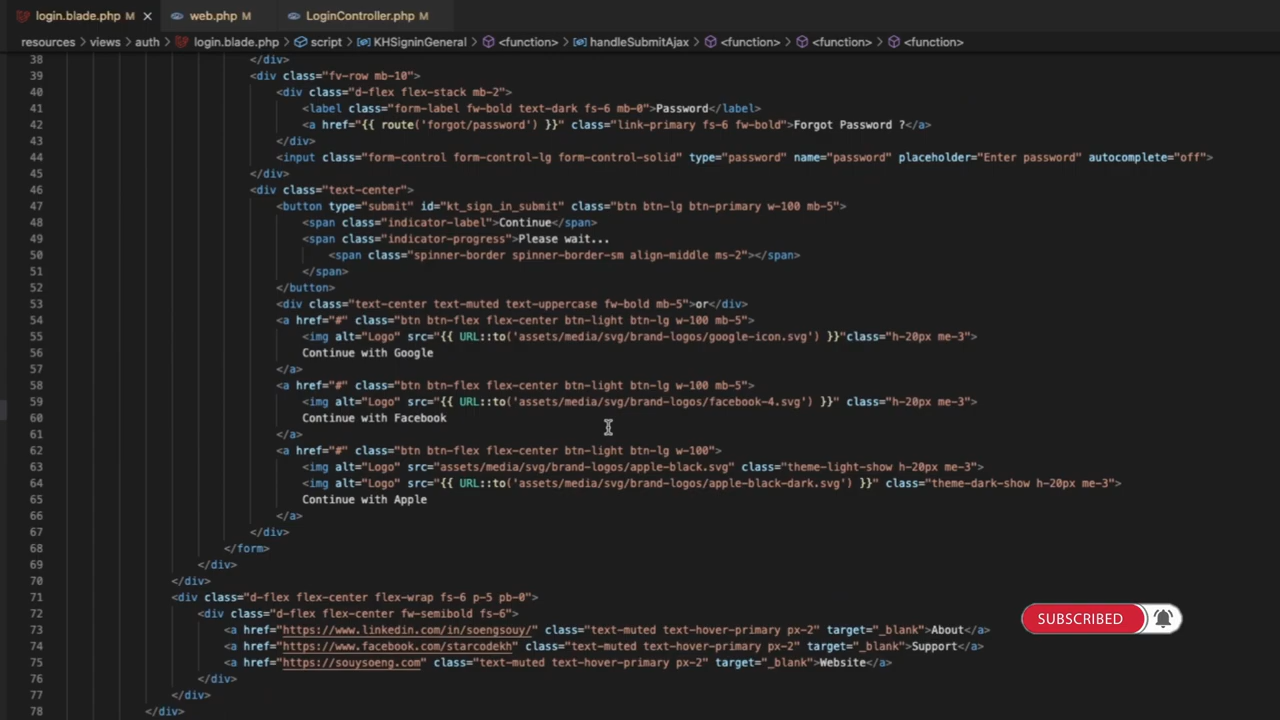 login.blade.php M × web.php M LoginController.php M
resources > views > auth > login.blade.php > script > KHSigninGeneral > <function> > handleSubmitAjax > <function> > <function> > <function>
38 </div>
39 <div class="fv-row mb-10">
40 <div class="d-flex flex-stack mb-2">
41 <label class="form-label fw-bold text-dark fs-6 mb-0">Password</label>
42 <a href="{{ route('forgot/password') }}" class="link-primary fs-6 fw-bold">Forgot Password ?</a>
43 </div>
44 <input class="form-control form-control-lg form-control-solid" type="password" name="password" placeholder="Enter password" autocomplete="off">
45 </div>
46 <div class="text-center">
47 <button type="submit" id="kt_sign_in_submit" class="btn btn-lg btn-primary w-100 mb-5">
48 <span class="indicator-label">Continue</span>
49 <span class="indicator-progress">Please wait...
50 <span class="spinner-border spinner-border-sm align-middle ms-2"></span>
51 </span>
52 </button>
53 <div class="text-center text-muted text-uppercase fw-bold mb-5">or</div>
54 <a href="#" class="btn btn-flex flex-center btn-light btn-lg w-100 mb-5">
55 <img alt="Logo" src="{{ URL::to('assets/media/svg/brand-logos/google-icon.svg') }}"class="h-20px me-3">
56 Continue with Google
57 </a>
58 <a href="#" class="btn btn-flex flex-center btn-light btn-lg w-100 mb-5">
59 <img alt="Logo" src="{{ URL::to('assets/media/svg/brand-logos/facebook-4.svg') }}" class="h-20px me-3">
60 Continue with Facebook
61 </a>
62 <a href="#" class="btn btn-flex flex-center btn-light btn-lg w-100">
63 <img alt="Logo" src="assets/media/svg/brand-logos/apple-black.svg" class="theme-light-show h-20px me-3">
64 <img alt="Logo" src="{{ URL::to('assets/media/svg/brand-logos/apple-black-dark.svg') }}" class="theme-dark-show h-20px me-3">
65 Continue with Apple
66 </a>
67 </div>
68 </form>
69 </div>
70 </div>
71 <div class="d-flex flex-center flex-wrap fs-6 p-5 pb-0">
72 <div class="d-flex flex-center fw-semibold fs-6">
73 <a href="https://www.linkedin.com/in/soengsouy/" class="text-muted text-hover-primary px-2" target="_blank">About</a>
74 <a href="https://www.facebook.com/starcodekh" class="text-muted text-hover-primary px-2" target="_blank">Support</a>
75 <a href="https://souysoeng.com" class="text-muted text-hover-primary px-2" target="_blank">Website</a>
76 </div>
77 </div>
78 </div>
SUBSCRIBED